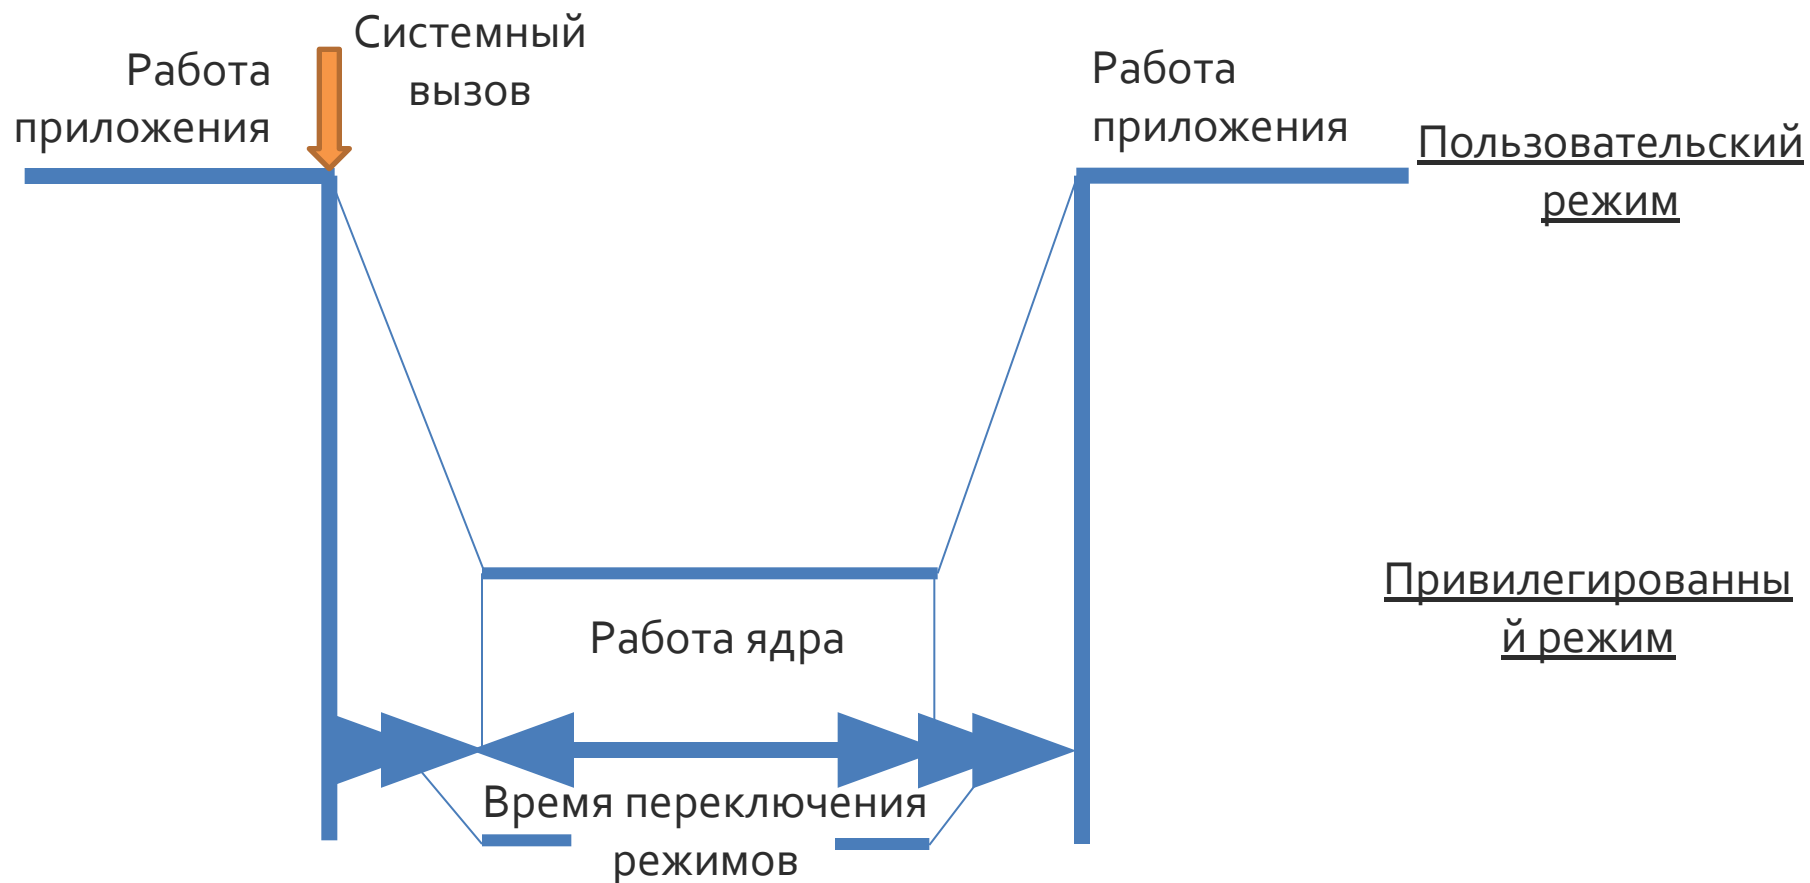 Работа
приложения
Системный
вызов
Работа
приложения
Пользовательский
режим
Привилегированны
й режим
Работа ядра
Время переключения
режимов